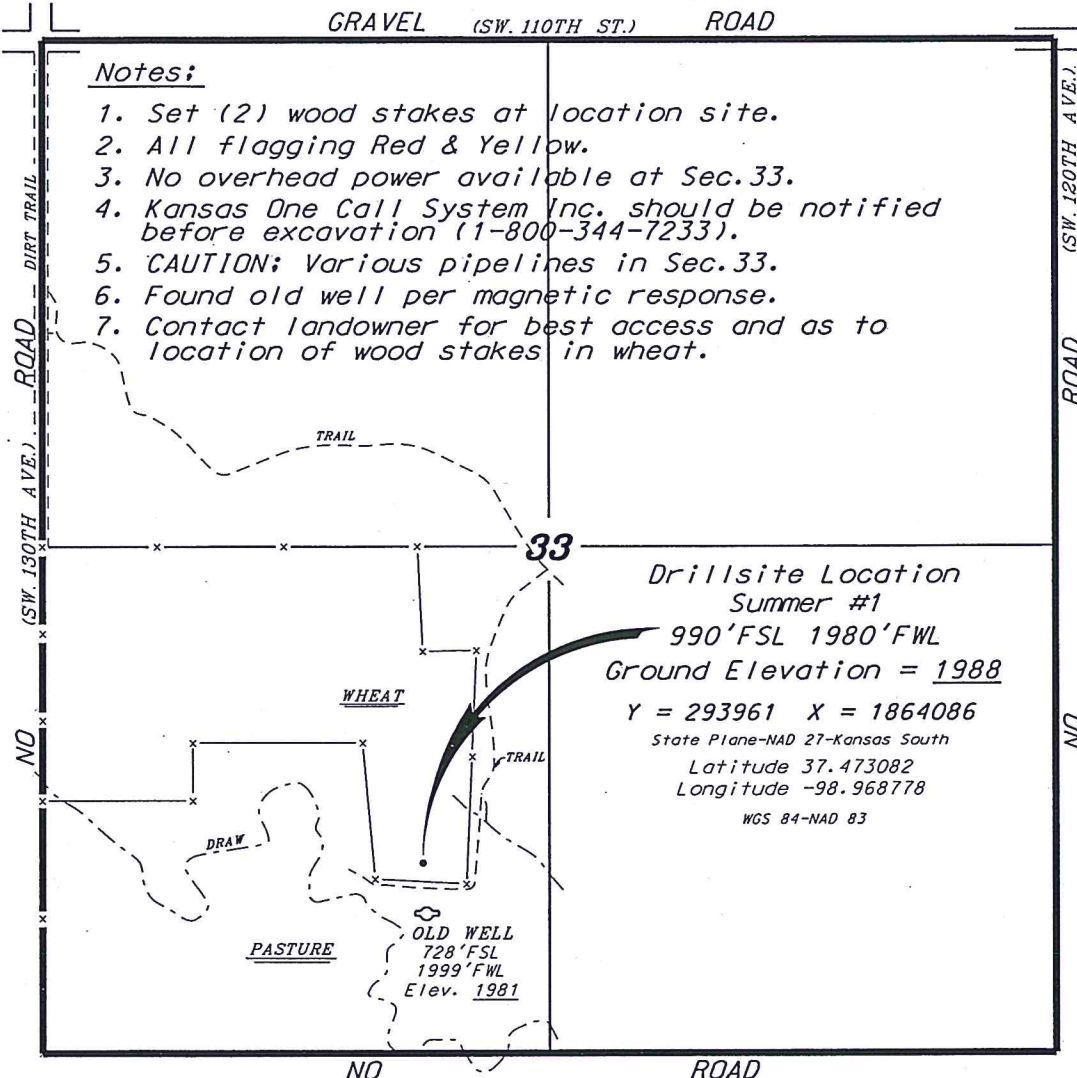 GRAVEL (SW. 110TH ST.) ROAD
Notes:
1. Set (2) wood stakes at location site.
2. All flagging Red & Yellow.
3. No overhead power available at Sec.33.
4. Kansas One Call System Inc. should be notified
before excavation (1-800-344-7233).
5. CAUTION: Various pipelines in Sec.33.
6. Found old well per magnetic response.
7. Contact landowner for best access and as to
location of wood stakes in wheat.
NO (SW. 130TH AVE.) ROAD DIRT TRAIL
NO ROAD (SW. 120TH AVE.)
TRAIL
33
Drillsite Location
Summer #1
990'FSL 1980'FWL
Ground Elevation = 1988
Y = 293961 X = 1864086
State Plane-NAD 27-Kansas South
Latitude 37.473082
Longitude -98.968778
WGS 84-NAD 83
WHEAT
TRAIL
DRAW
PASTURE
OLD WELL
728'FSL
1999'FWL
Elev. 1981
NO ROAD